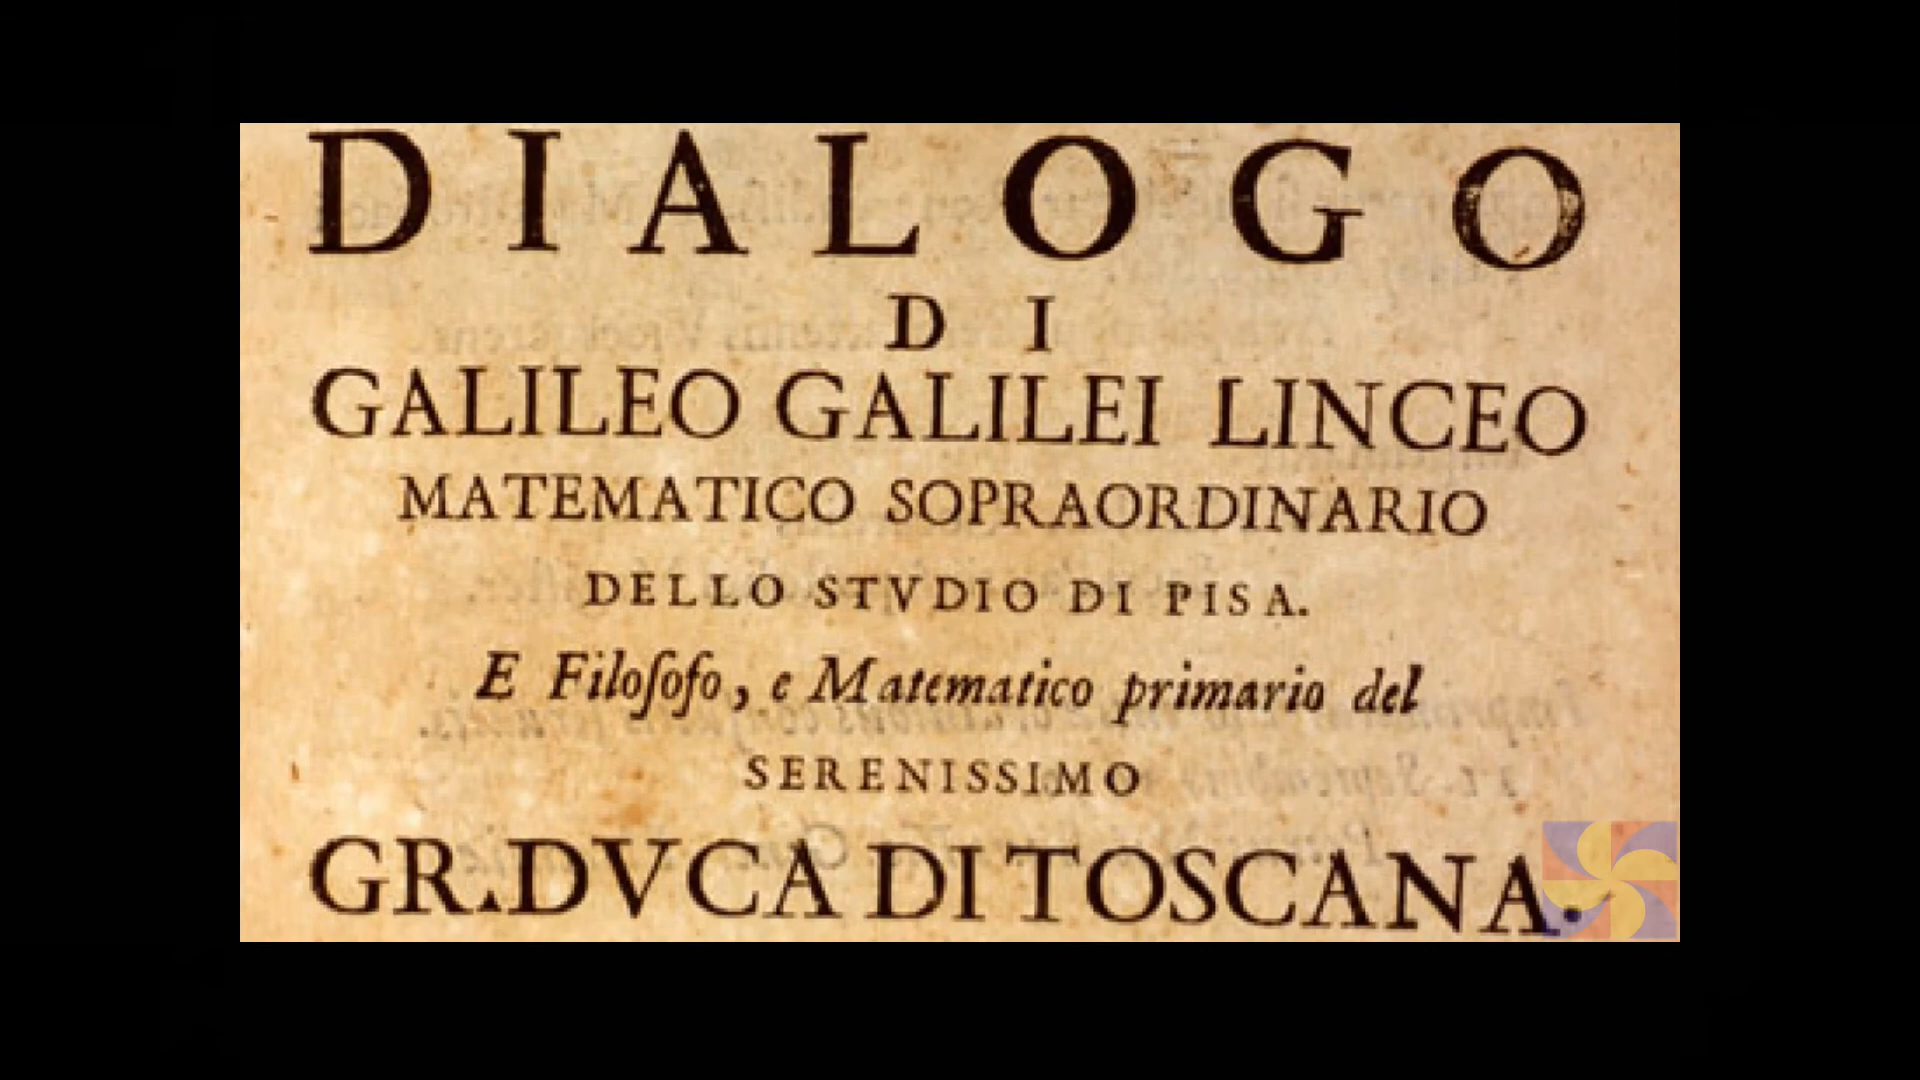 DIALOGO
DI
GALILEO GALILEI LINCEO
MATEMATICO SOPRAORDINARIO
DELLO STVDIO DI PISA.
E Filoſofo, e Matematico primario del
SERENISSIMO
GR.DVCA DI TOSCANA.